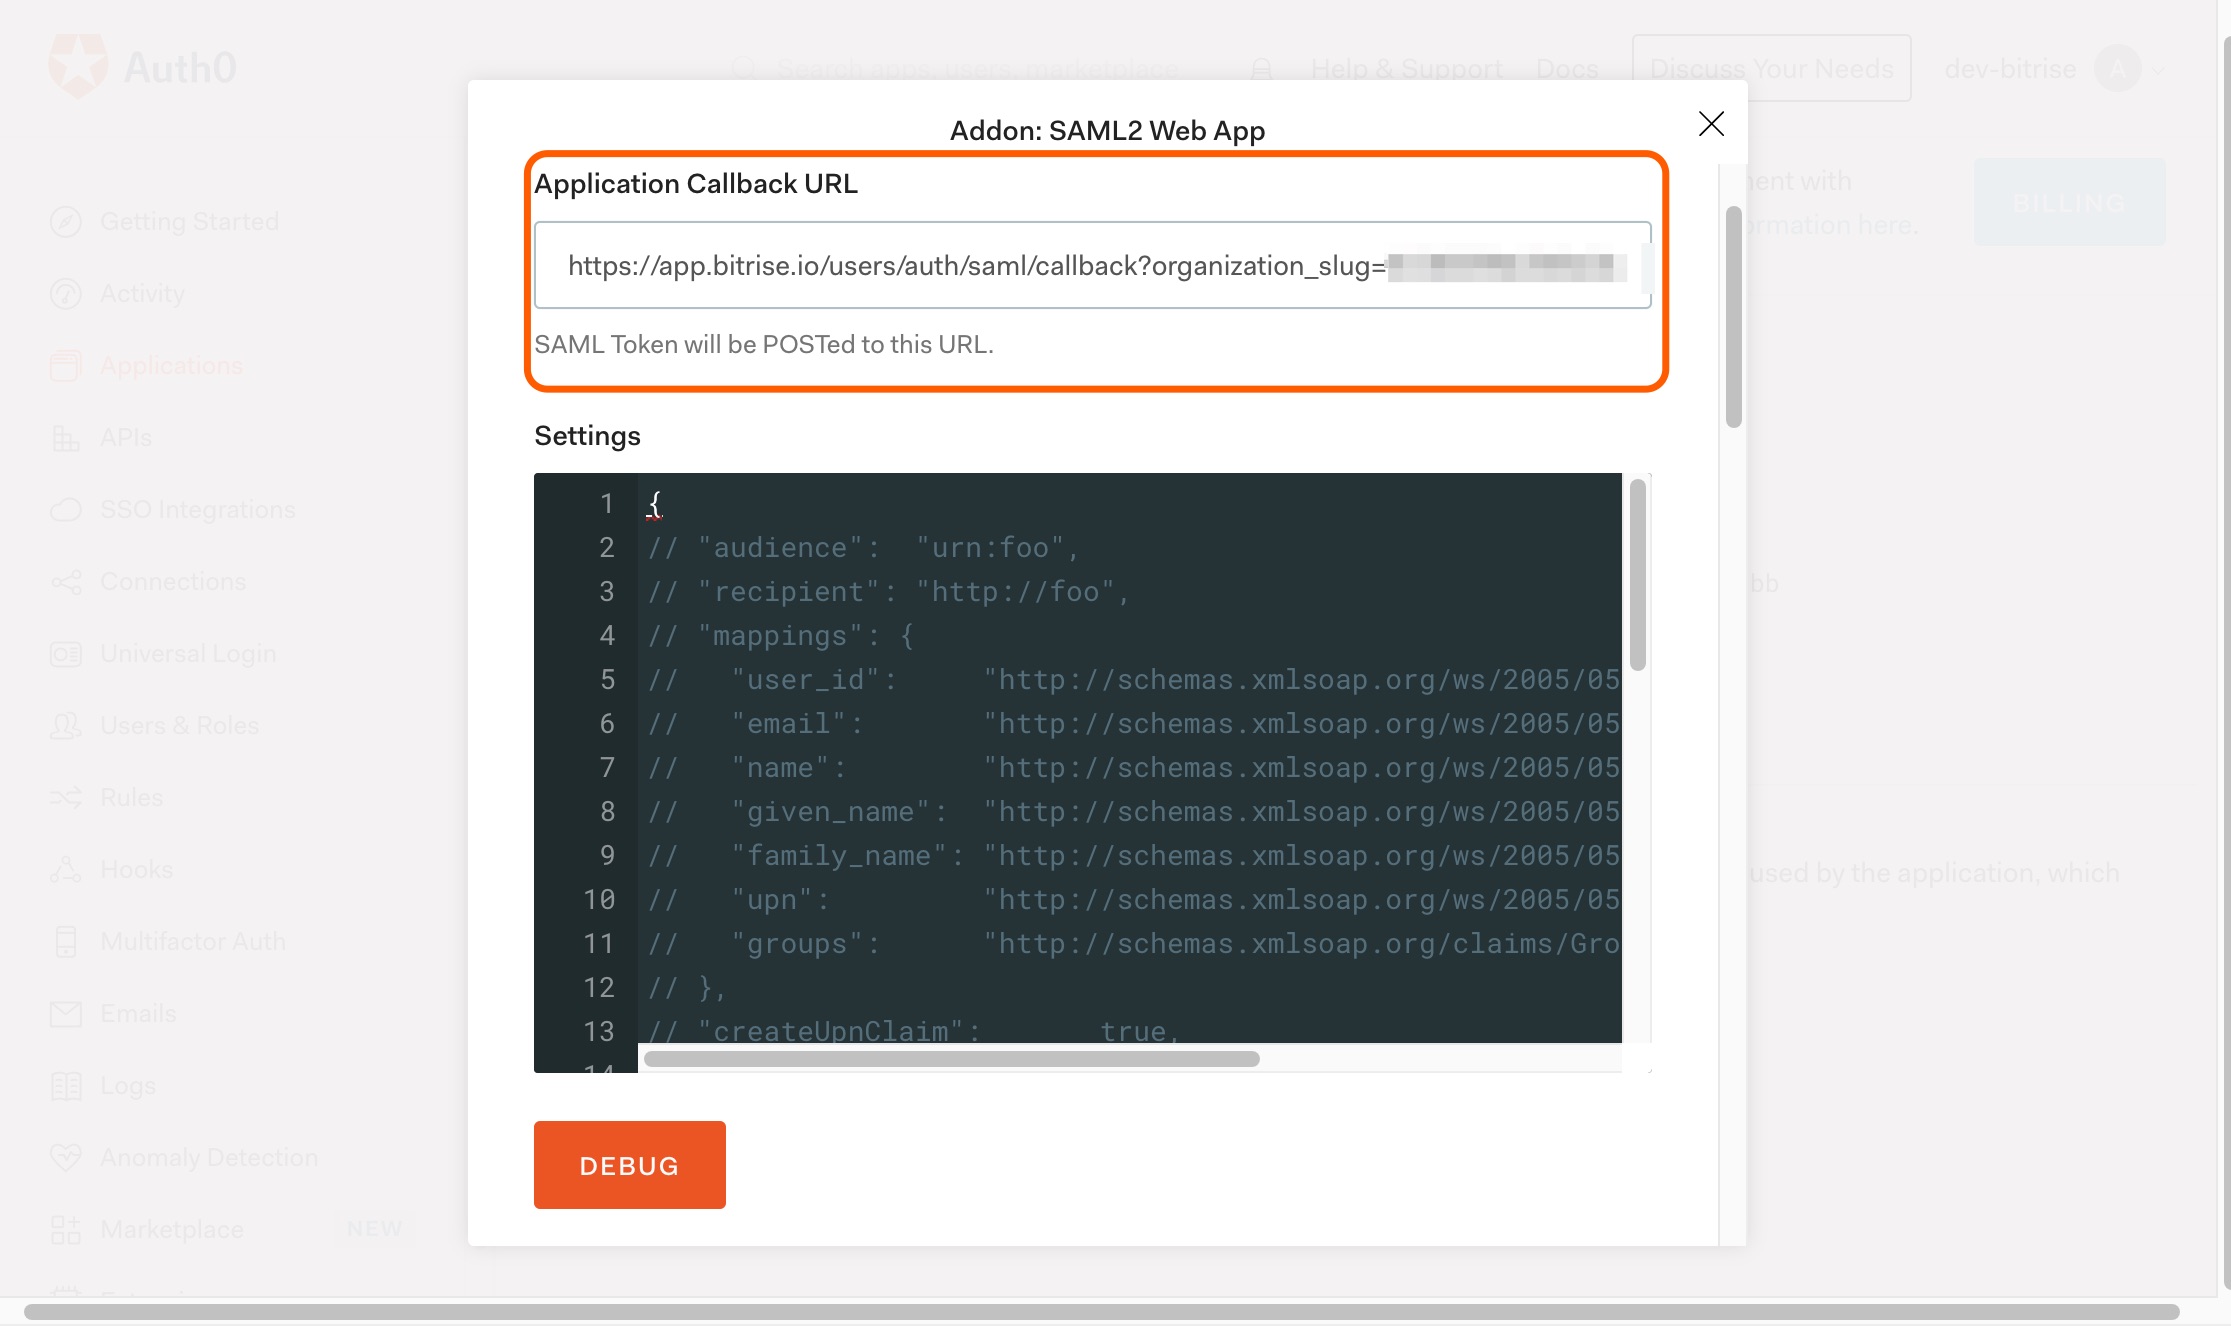 Auth0
Search apps, users, marketplace
Help & Support
Docs
Discuss Your Needs
dev-bitrise
A
Addon: SAML2 Web App
Application Callback URL
https://app.bitrise.io/users/auth/saml/callback?organization_slug=
SAML Token will be POSTed to this URL.
with
here.
BILLING
Getting Started
Activity
Applications
APIs
SSO Integrations
Connections
Universal Login
Users & Roles
Rules
Hooks
Multifactor Auth
Emails
Logs
Anomaly Detection
Marketplace
NEW
Settings
1 {
2 // "audience":  "urn:foo",
3 // "recipient": "http://foo",
4 // "mappings": {
5 //   "user_id":     "http://schemas.xmlsoap.org/ws/2005/05
6 //   "email":       "http://schemas.xmlsoap.org/ws/2005/05
7 //   "name":        "http://schemas.xmlsoap.org/ws/2005/05
8 //   "given_name":  "http://schemas.xmlsoap.org/ws/2005/05
9 //   "family_name": "http://schemas.xmlsoap.org/ws/2005/05
10 //   "upn":         "http://schemas.xmlsoap.org/ws/2005/05
11 //   "groups":      "http://schemas.xmlsoap.org/claims/Gro
12 // },
13 // "createUpnClaim":       true,
14
bb
used by the application, which
DEBUG